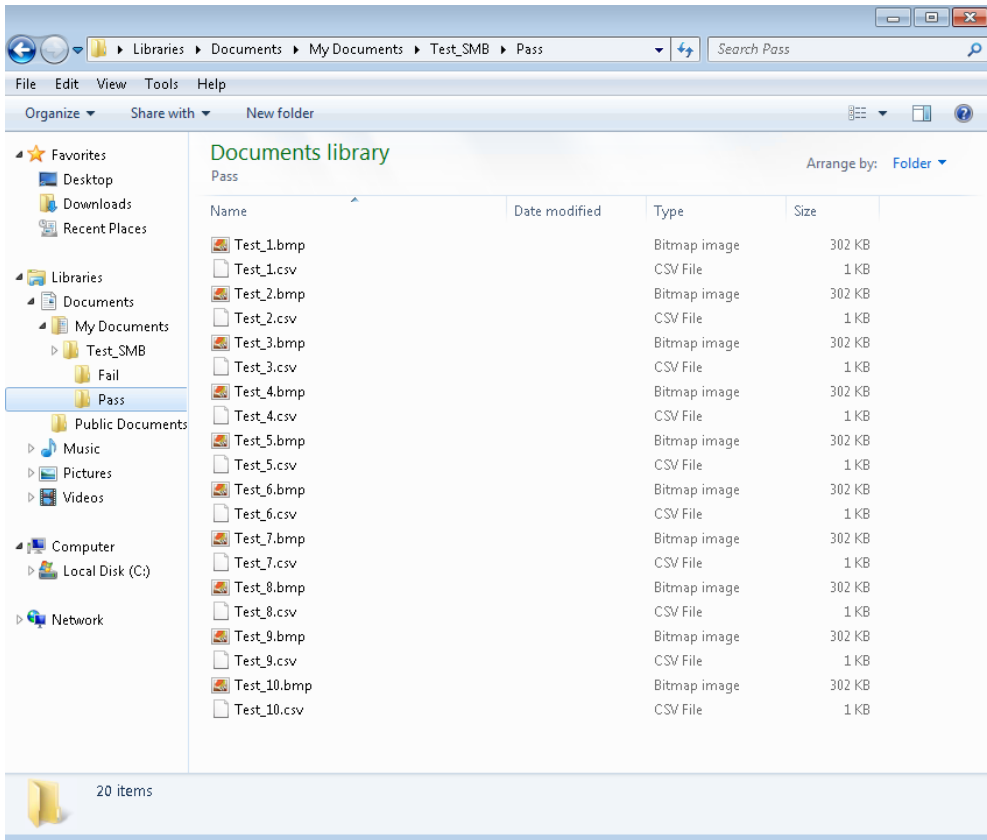 Libraries Documents My Documents Test_SMB Pass Search Pass
File Edit View Tools Help
Organize Share with New folder
Favorites
Desktop
Downloads
Recent Places
Libraries
Documents
My Documents
Test_SMB
Fail
Pass
Public Documents
Music
Pictures
Videos
Computer
Local Disk (C:)
Network
Documents library
Pass
Arrange by: Folder
Name Date modified Type Size
Test_1.bmp Bitmap image 302 KB
Test_1.csv CSV File 1 KB
Test_2.bmp Bitmap image 302 KB
Test_2.csv CSV File 1 KB
Test_3.bmp Bitmap image 302 KB
Test_3.csv CSV File 1 KB
Test_4.bmp Bitmap image 302 KB
Test_4.csv CSV File 1 KB
Test_5.bmp Bitmap image 302 KB
Test_5.csv CSV File 1 KB
Test_6.bmp Bitmap image 302 KB
Test_6.csv CSV File 1 KB
Test_7.bmp Bitmap image 302 KB
Test_7.csv CSV File 1 KB
Test_8.bmp Bitmap image 302 KB
Test_8.csv CSV File 1 KB
Test_9.bmp Bitmap image 302 KB
Test_9.csv CSV File 1 KB
Test_10.bmp Bitmap image 302 KB
Test_10.csv CSV File 1 KB
20 items